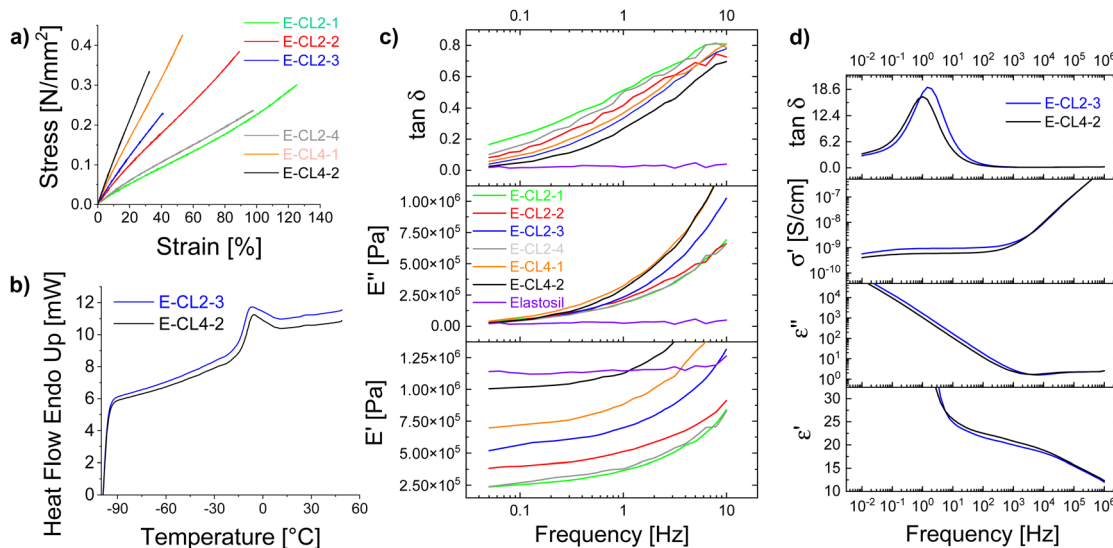 a)
Stress [N/mm²]
0.4
0.3
0.2
0.1
0.0
0 20 40 60 80 100 120 140
Strain [%]
E-CL2-1
E-CL2-2
E-CL2-3
E-CL2-4
E-CL4-1
E-CL4-2
b)
Heat Flow Endo Up [mW]
12
10
8
6
4
2
0
-90 -60 -30 0 30
Temperature [°C]
E-CL2-3
E-CL4-2
c)
0.1 1 10
tan δ
0.8
0.6
0.4
0.2
0.0
E'' [Pa]
1.00×10⁶
7.50×10⁵
5.00×10⁵
2.50×10⁵
0.00
E-CL2-1
E-CL2-2
E-CL2-3
E-CL2-4
E-CL4-1
E-CL4-2
Elastosil
E' [Pa]
1.25×10⁶
1.00×10⁶
7.50×10⁵
5.00×10⁵
2.50×10⁵
0.1 1 10
Frequency [Hz]
d)
10⁻² 10⁻¹ 10⁰ 10¹ 10² 10³ 10⁴ 10⁵ 10⁶
tan δ
18.6
12.4
6.2
0.0
E-CL2-3
E-CL4-2
σ' [S/cm]
10⁻⁷
10⁻⁸
10⁻⁹
10⁻¹⁰
ε''
10⁴
10³
10²
10¹
10⁰
ε'
30
25
20
15
10⁻² 10⁻¹ 10⁰ 10¹ 10² 10³ 10⁴ 10⁵ 10⁶
Frequency [Hz]